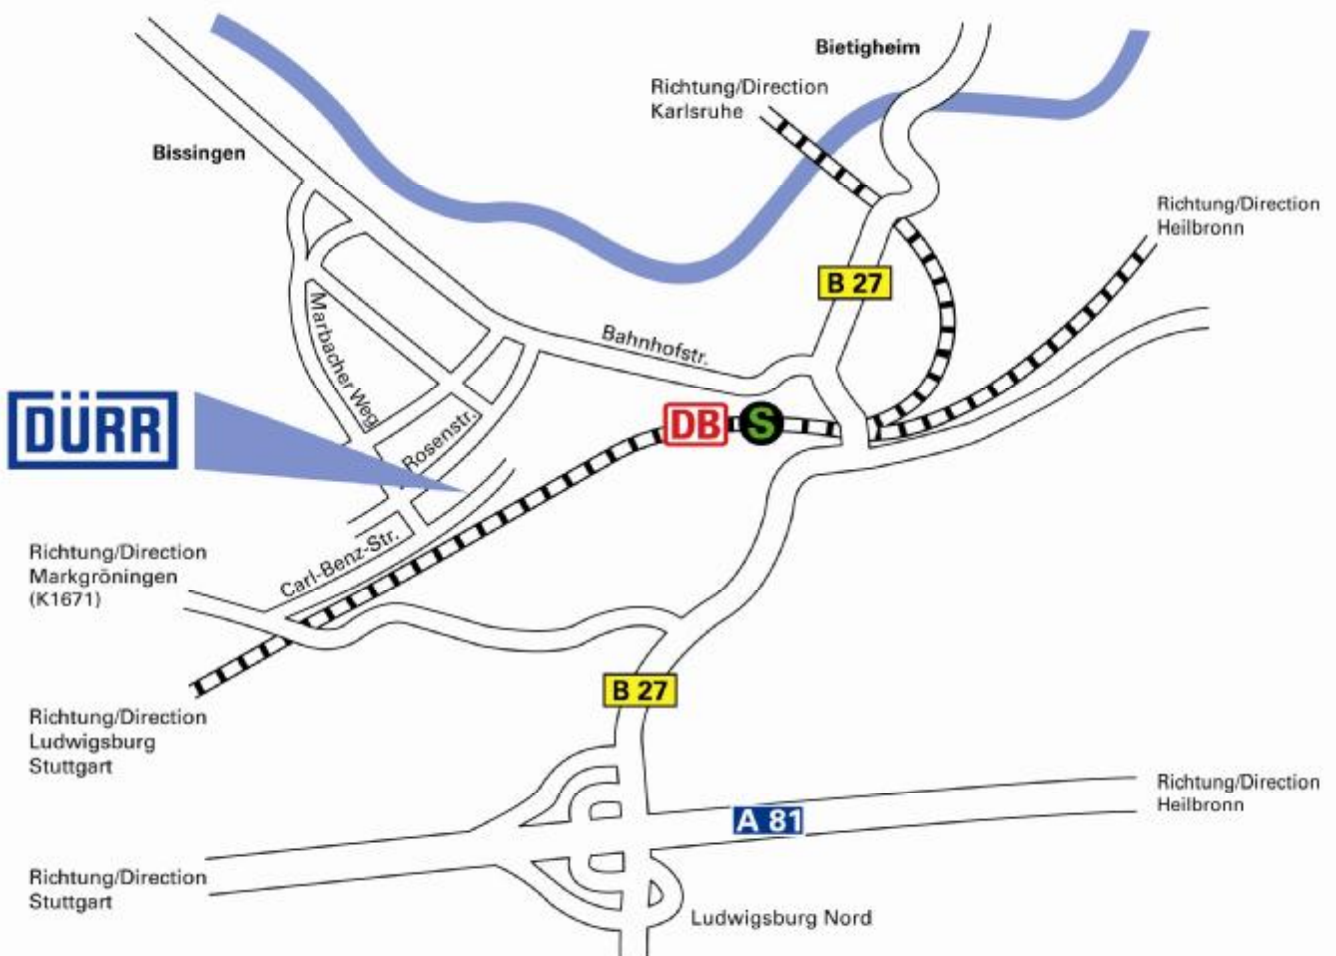 Bietigheim
Richtung/Direction
Karlsruhe
Bissingen
Richtung/Direction
Heilbronn
B 27
Marbacher Weg
Bahnhofstr.
DÜRR
DB
S
Rosenstr.
Carl-Benz-Str.
Richtung/Direction
Markgröningen
(K1671)
B 27
Richtung/Direction
Ludwigsburg
Stuttgart
Richtung/Direction
Heilbronn
A 81
Richtung/Direction
Stuttgart
Ludwigsburg Nord